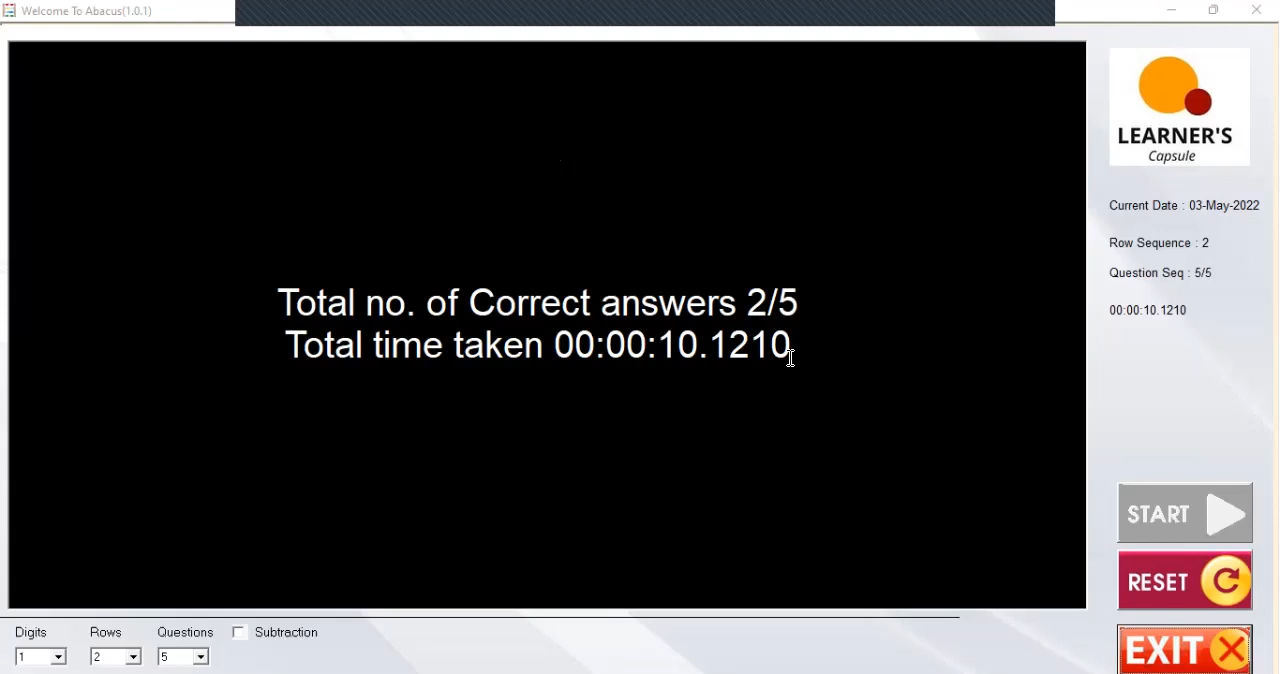 Welcome To Abacus(1.0.1)
LEARNER'S
Capsule
Current Date : 03-May-2022
Row Sequence : 2
Question Seq : 5/5
00:00:10.1210
Total no. of Correct answers 2/5
Total time taken 00:00:10.1210
START
RESET
EXIT
Digits Rows Questions Subtraction
1 2 5